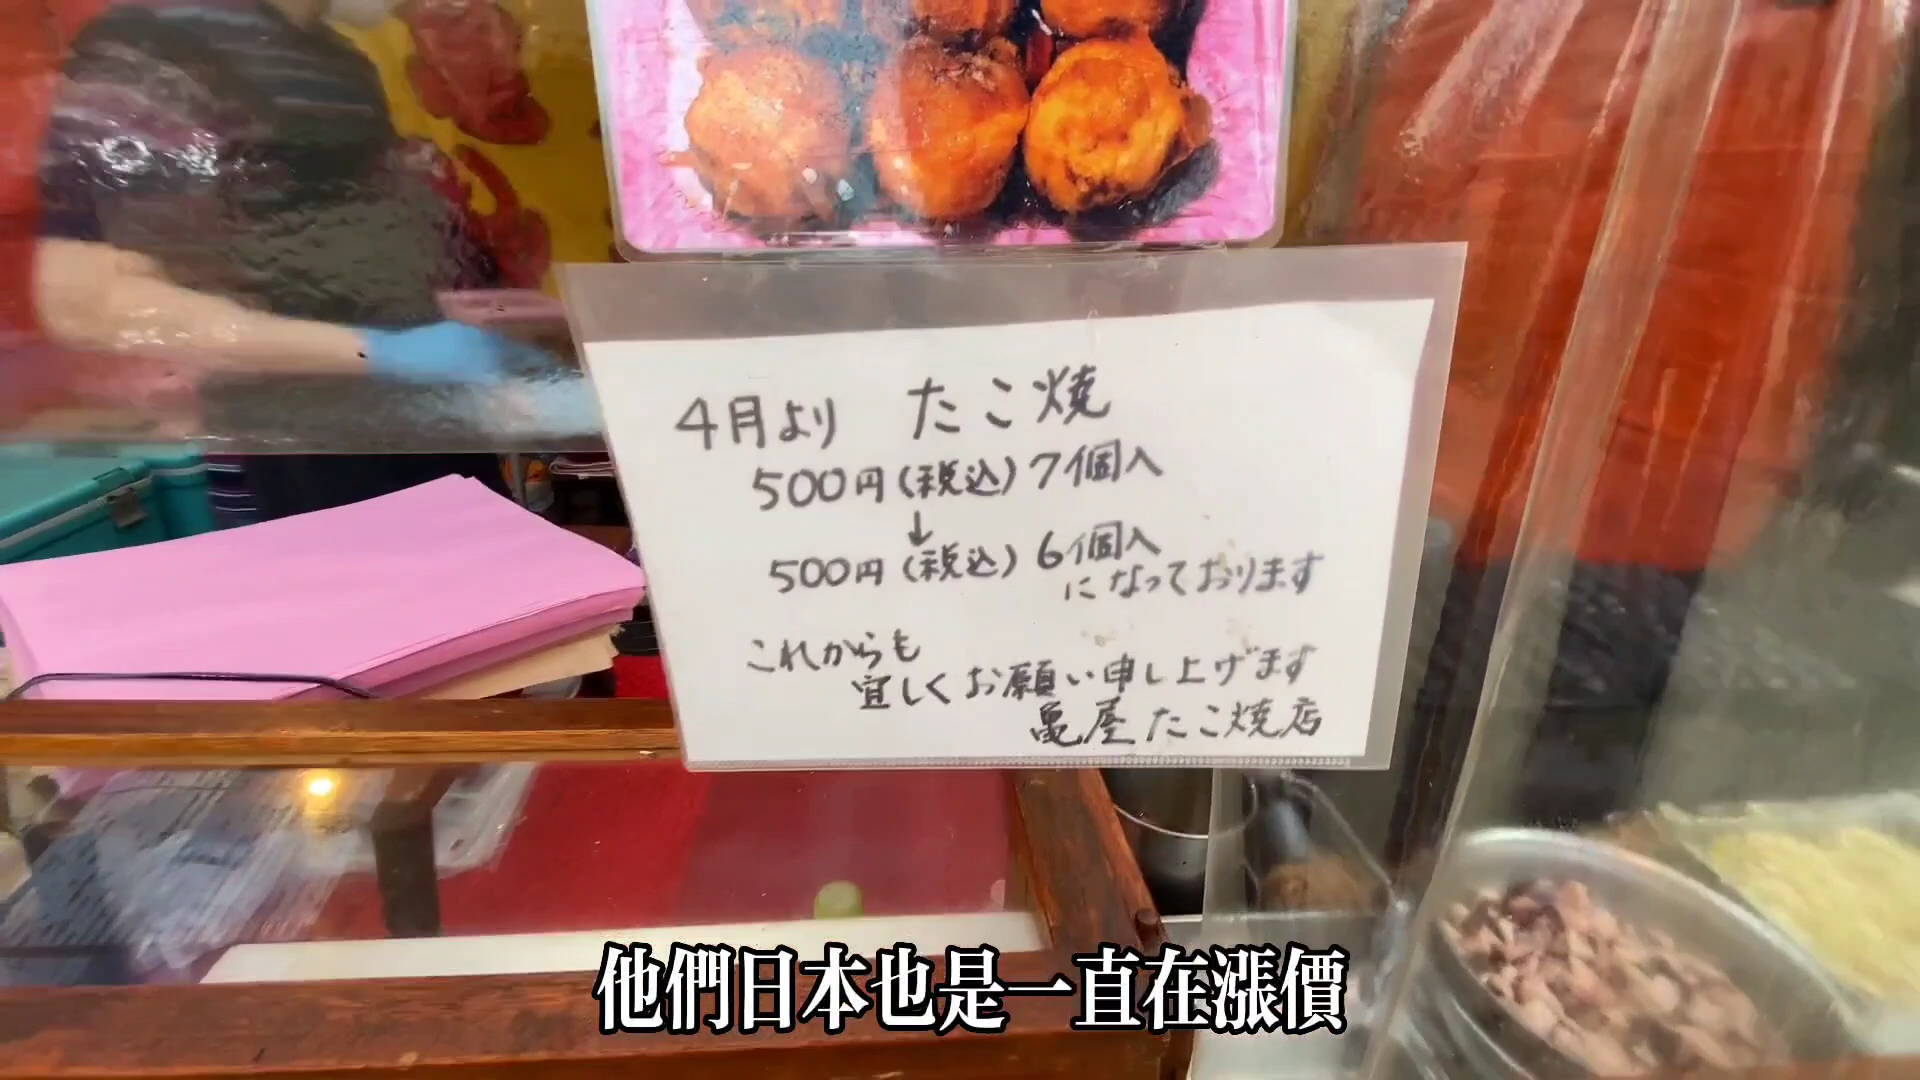 4月より たこ焼
500円(税込)7個入
↓
500円(税込)6個入
になっております
これからも
宜しくお願い申し上げます
亀屋 たこ焼店
他們日本也是一直在漲價